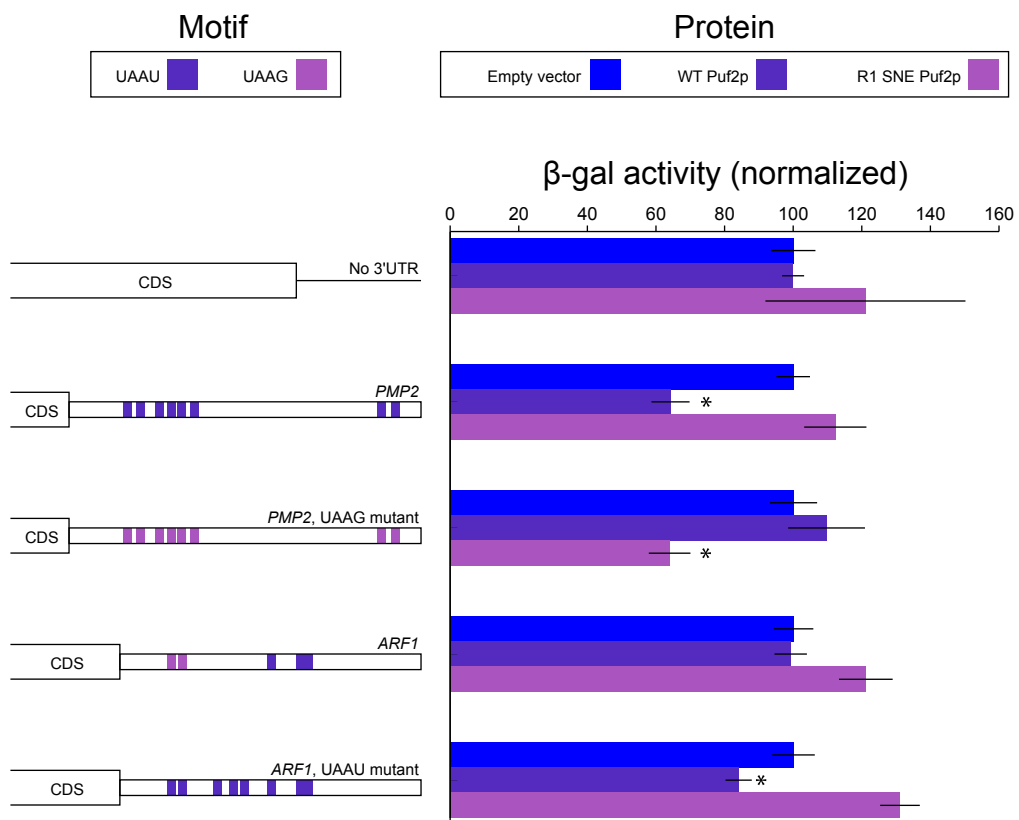 Motif
Protein
UAAU
UAAG
Empty vector
WT Puf2p
R1 SNE Puf2p
β-gal activity (normalized)
0 20 40 60 80 100 120 140 160
No 3'UTR
CDS
PMP2
CDS
*
PMP2, UAAG mutant
CDS
*
ARF1
CDS
ARF1, UAAU mutant
CDS
*